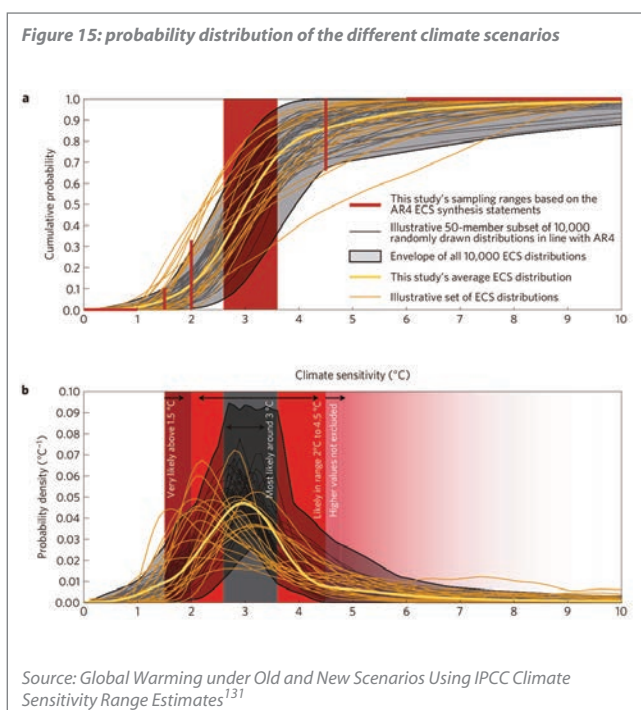 Figure 15: probability distribution of the different climate scenarios
a
1.0
0.9
0.8
0.7
0.6
0.5
0.4
0.3
0.2
0.1
0.0
Cumulative probability
This study's sampling ranges based on the
AR4 ECS synthesis statements
Illustrative 50-member subset of 10,000
randomly drawn distributions in line with AR4
Envelope of all 10,000 ECS distributions
This study's average ECS distribution
Illustrative set of ECS distributions
0 1 2 3 4 5 6 7 8 9 10
Climate sensitivity (°C)
b
0.10
0.09
0.08
0.07
0.06
0.05
0.04
0.03
0.02
0.01
0.00
Probability density (°C⁻¹)
Very likely above 1.5 °C
Most likely around 3 °C
Likely in range 2°C to 4.5 °C
Higher values not excluded
0 1 2 3 4 5 6 7 8 9 10
Source: Global Warming under Old and New Scenarios Using IPCC Climate
Sensitivity Range Estimates¹³¹